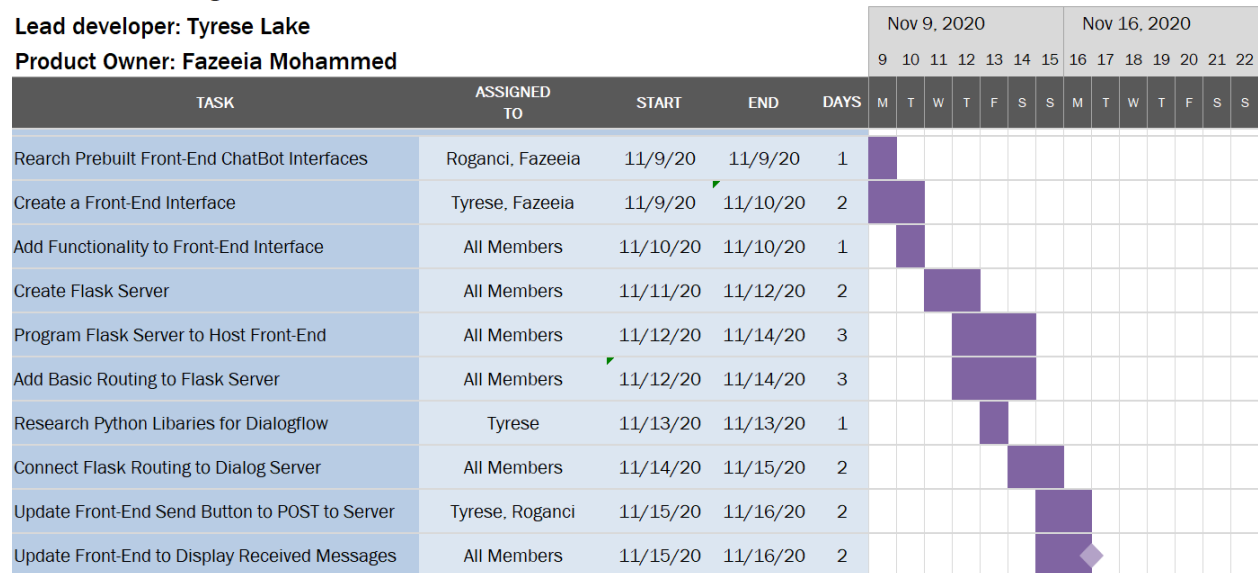 Lead developer: Tyrese Lake
Product Owner: Fazeeia Mohammed
Nov 9, 2020 Nov 16, 2020
9 10 11 12 13 14 15 16 17 18 19 20 21 22
TASK ASSIGNED TO START END DAYS M T W T F S S M T W T F S S
Rearch Prebuilt Front-End ChatBot Interfaces Roganci, Fazeeia 11/9/20 11/9/20 1
Create a Front-End Interface Tyrese, Fazeeia 11/9/20 11/10/20 2
Add Functionality to Front-End Interface All Members 11/10/20 11/10/20 1
Create Flask Server All Members 11/11/20 11/12/20 2
Program Flask Server to Host Front-End All Members 11/12/20 11/14/20 3
Add Basic Routing to Flask Server All Members 11/12/20 11/14/20 3
Research Python Libaries for Dialogflow Tyrese 11/13/20 11/13/20 1
Connect Flask Routing to Dialog Server All Members 11/14/20 11/15/20 2
Update Front-End Send Button to POST to Server Tyrese, Roganci 11/15/20 11/16/20 2
Update Front-End to Display Received Messages All Members 11/15/20 11/16/20 2